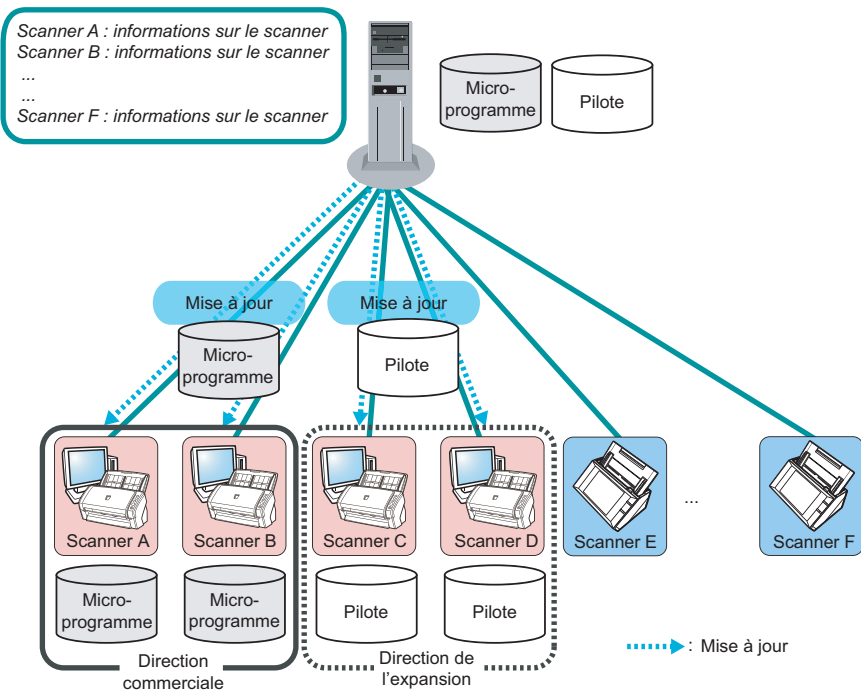 Scanner A : informations sur le scanner
Scanner B : informations sur le scanner
...
...
Scanner F : informations sur le scanner
Micro-
programme
Pilote
Mise à jour
Mise à jour
Micro-
programme
Pilote
Scanner A
Scanner B
Scanner C
Scanner D
Scanner E
...
Scanner F
Micro-
programme
Micro-
programme
Pilote
Pilote
Direction
commerciale
Direction de
l'expansion
: Mise à jour